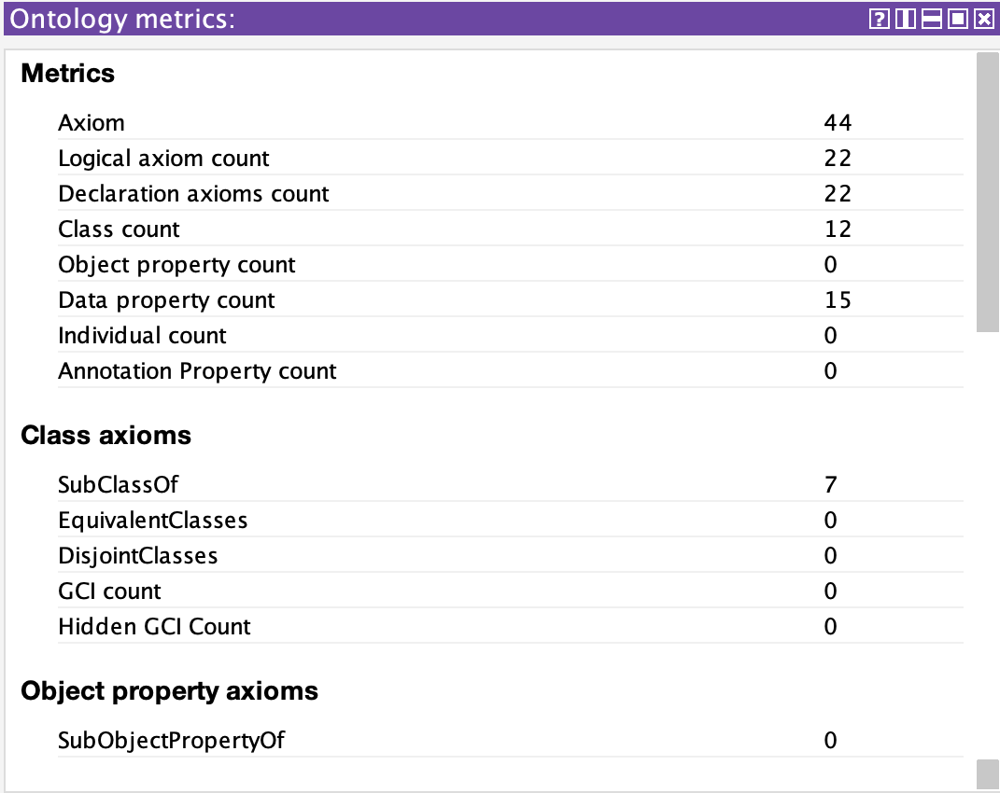 Ontology metrics:
Metrics
Axiom 44
Logical axiom count 22
Declaration axioms count 22
Class count 12
Object property count 0
Data property count 15
Individual count 0
Annotation Property count 0
Class axioms
SubClassOf 7
EquivalentClasses 0
DisjointClasses 0
GCI count 0
Hidden GCI Count 0
Object property axioms
SubObjectPropertyOf 0